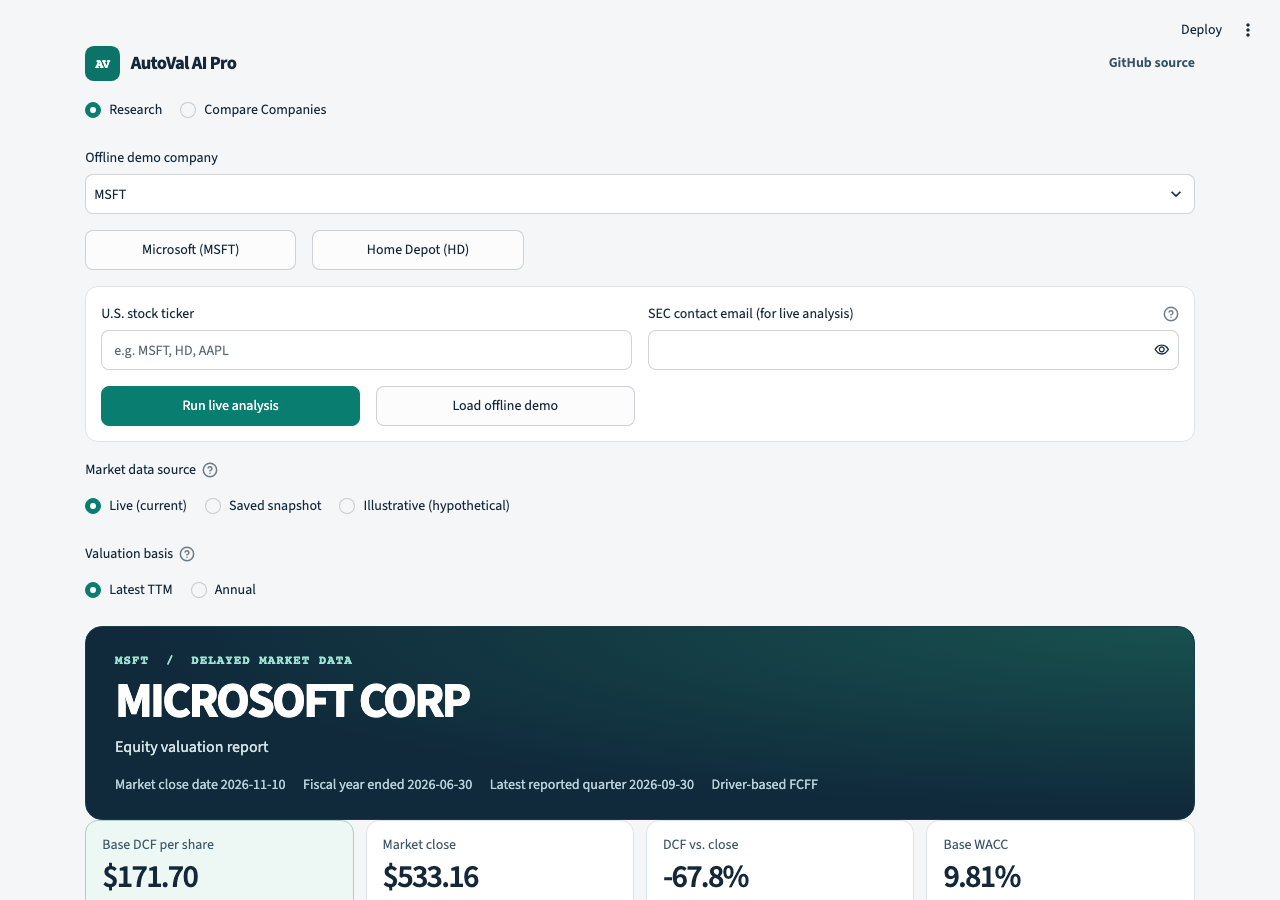 Deploy
AV AutoVal AI Pro GitHub source
Research Compare Companies
Offline demo company
MSFT
Microsoft (MSFT) Home Depot (HD)
U.S. stock ticker SEC contact email (for live analysis)
e.g. MSFT, HD, AAPL
Run live analysis Load offline demo
Market data source
Live (current) Saved snapshot Illustrative (hypothetical)
Valuation basis
Latest TTM Annual
MSFT / DELAYED MARKET DATA
MICROSOFT CORP
Equity valuation report
Market close date 2026-11-10 Fiscal year ended 2026-06-30 Latest reported quarter 2026-09-30 Driver-based FCFF
Base DCF per share Market close DCF vs. close Base WACC
$171.70 $533.16 -67.8% 9.81%